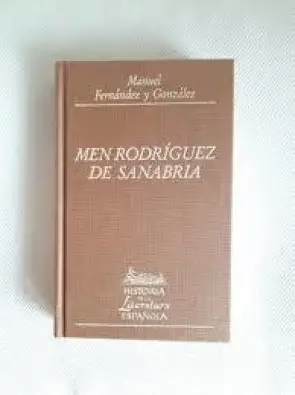 Manuel
Fernández y González
MEN RODRÍGUEZ
DE SANABRIA
HISTORIA
DE LA
Literatura
ESPAÑOLA